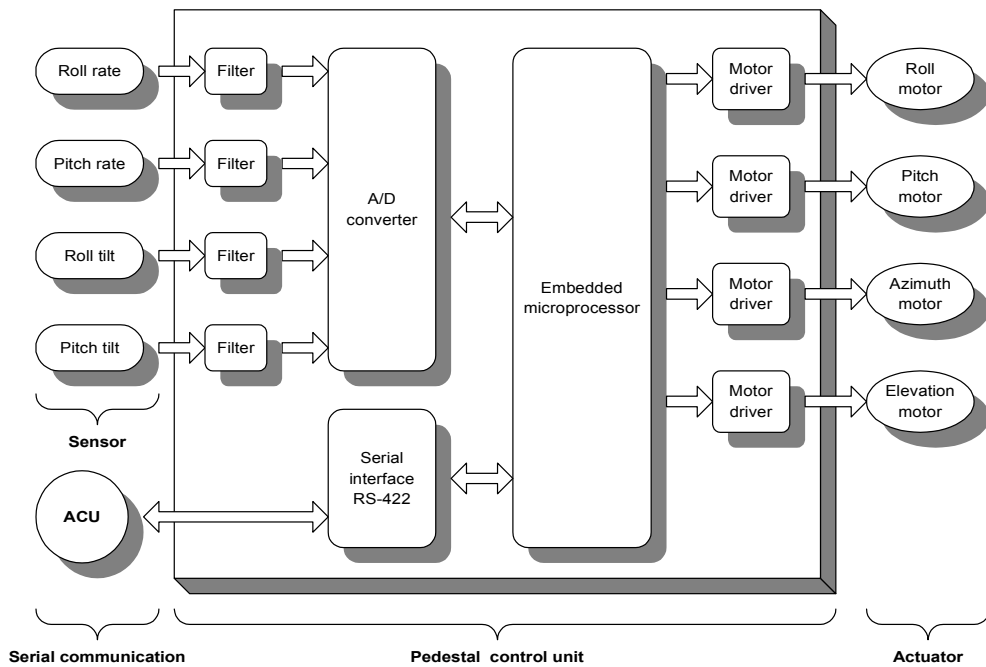 Roll rate
Filter
Pitch rate
Filter
Roll tilt
Filter
Pitch tilt
Filter
Sensor
ACU
Serial communication
A/D
converter
Serial
interface
RS-422
Embedded
microprocessor
Motor
driver
Motor
driver
Motor
driver
Motor
driver
Pedestal control unit
Roll
motor
Pitch
motor
Azimuth
motor
Elevation
motor
Actuator